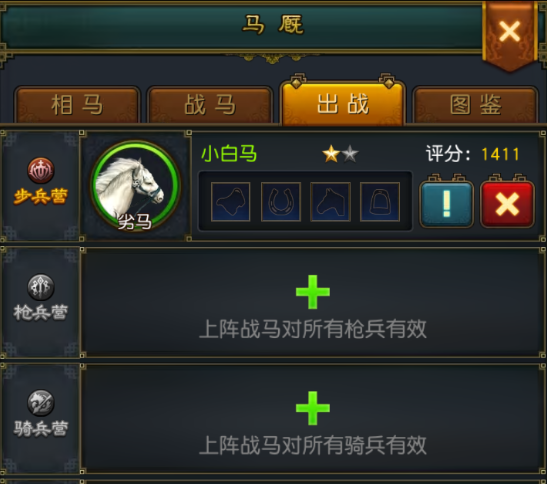 马厩
相马 战马 出战 图鉴
步兵营
劣马
小白马 评分：1411
枪兵营
上阵战马对所有枪兵有效
骑兵营
上阵战马对所有骑兵有效